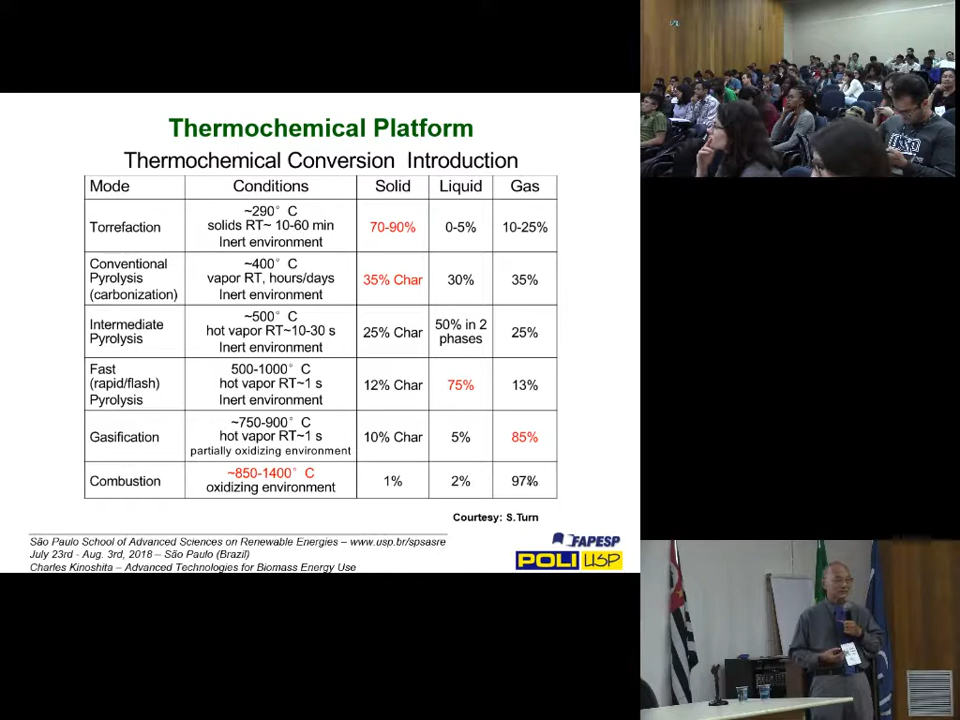 Thermochemical Platform
Thermochemical Conversion Introduction
Mode Conditions Solid Liquid Gas
Torrefaction
~290° C
solids RT~ 10-60 min
Inert environment
70-90%
0-5%
10-25%
Conventional
Pyrolysis
(carbonization)
~400° C
vapor RT, hours/days
Inert environment
35% Char
30%
35%
Intermediate
Pyrolysis
~500° C
hot vapor RT~10-30 s
Inert environment
25% Char
50% in 2
phases
25%
Fast
(rapid/flash)
Pyrolysis
500-1000° C
hot vapor RT~1 s
Inert environment
12% Char
75%
13%
Gasification
~750-900° C
hot vapor RT~1 s
partially oxidizing environment
10% Char
5%
85%
Combustion
~850-1400° C
oxidizing environment
1%
2%
97%
Courtesy: S.Turn
São Paulo School of Advanced Sciences on Renewable Energies – www.usp.br/spsasre
July 23rd - Aug. 3rd, 2018 – São Paulo (Brazil)
Charles Kinoshita – Advanced Technologies for Biomass Energy Use
FAPESP
POLI USP
USP